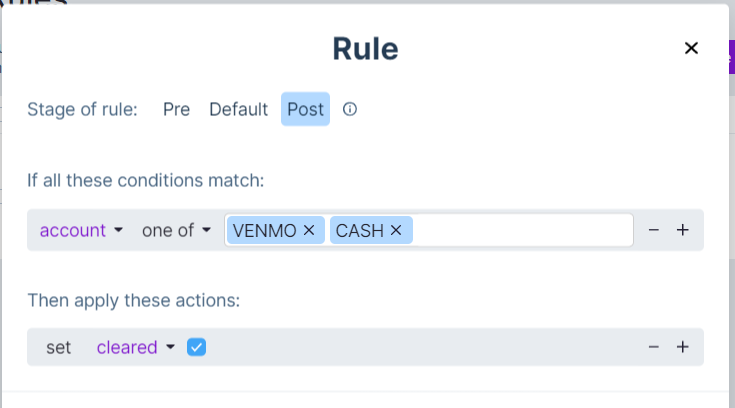 Rule
Stage of rule: Pre Default Post
If all these conditions match:
account one of VENMO CASH
Then apply these actions:
set cleared